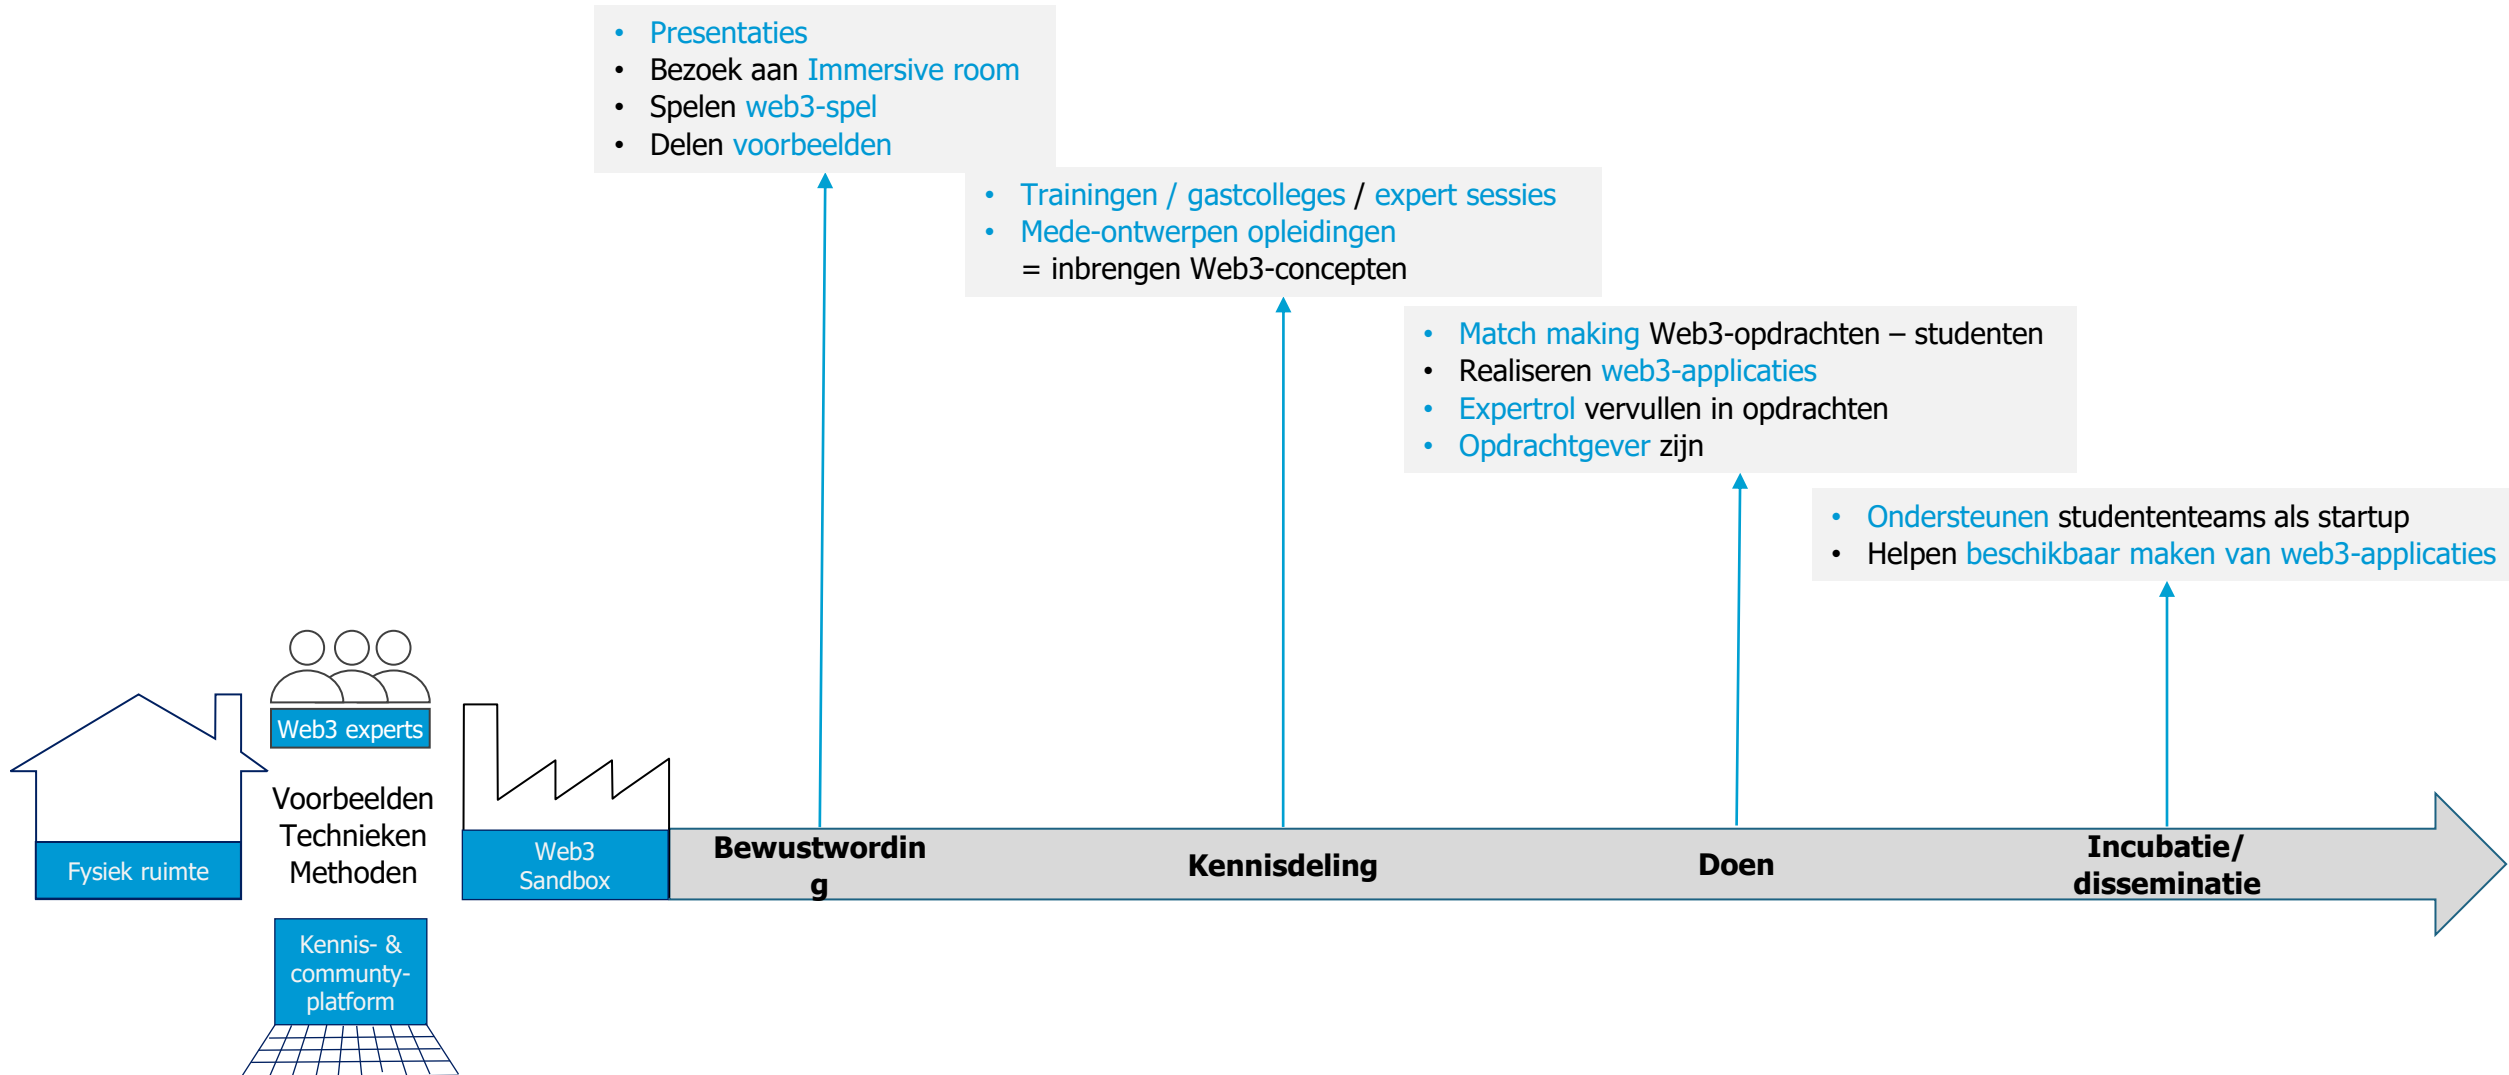 • Presentaties
• Bezoek aan Immersive room
• Spelen web3-spel
• Delen voorbeelden
• Trainingen / gastcolleges / expert sessies
• Mede-ontwerpen opleidingen
= inbrengen Web3-concepten
• Match making Web3-opdrachten – studenten
• Realiseren web3-applicaties
• Expertrol vervullen in opdrachten
• Opdrachtgever zijn
• Ondersteunen studententeams als startup
• Helpen beschikbaar maken van web3-applicaties
Web3 experts
Voorbeelden
Technieken
Methoden
Fysiek ruimte
Web3
Sandbox
Kennis- &
communty-
platform
Bewustwordin
g
Kennisdeling
Doen
Incubatie/
disseminatie